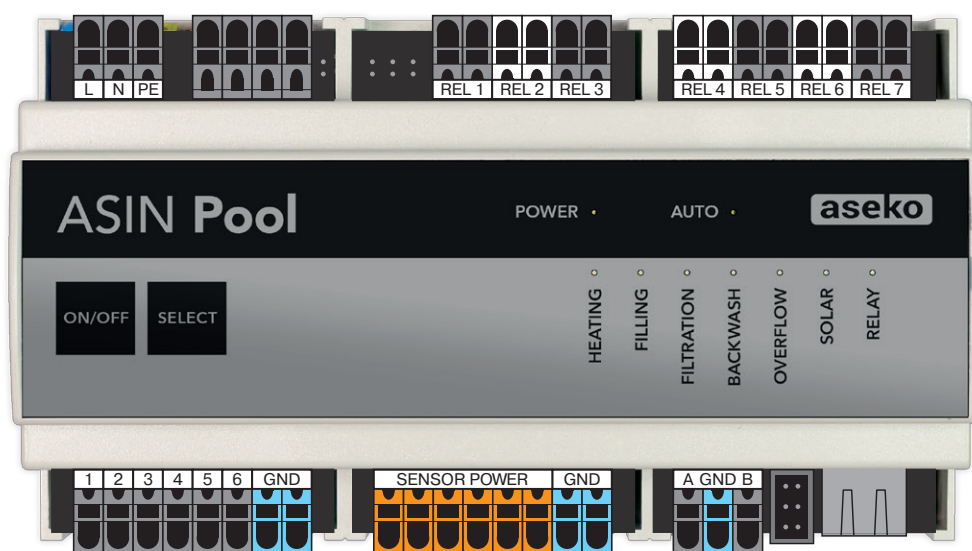 L N PE REL 1 REL 2 REL 3 REL 4 REL 5 REL 6 REL 7
ASIN Pool POWER AUTO aseko
ON/OFF SELECT
HEATING
FILLING
FILTRATION
BACKWASH
OVERFLOW
SOLAR
RELAY
1 2 3 4 5 6 GND SENSOR POWER GND A GND B